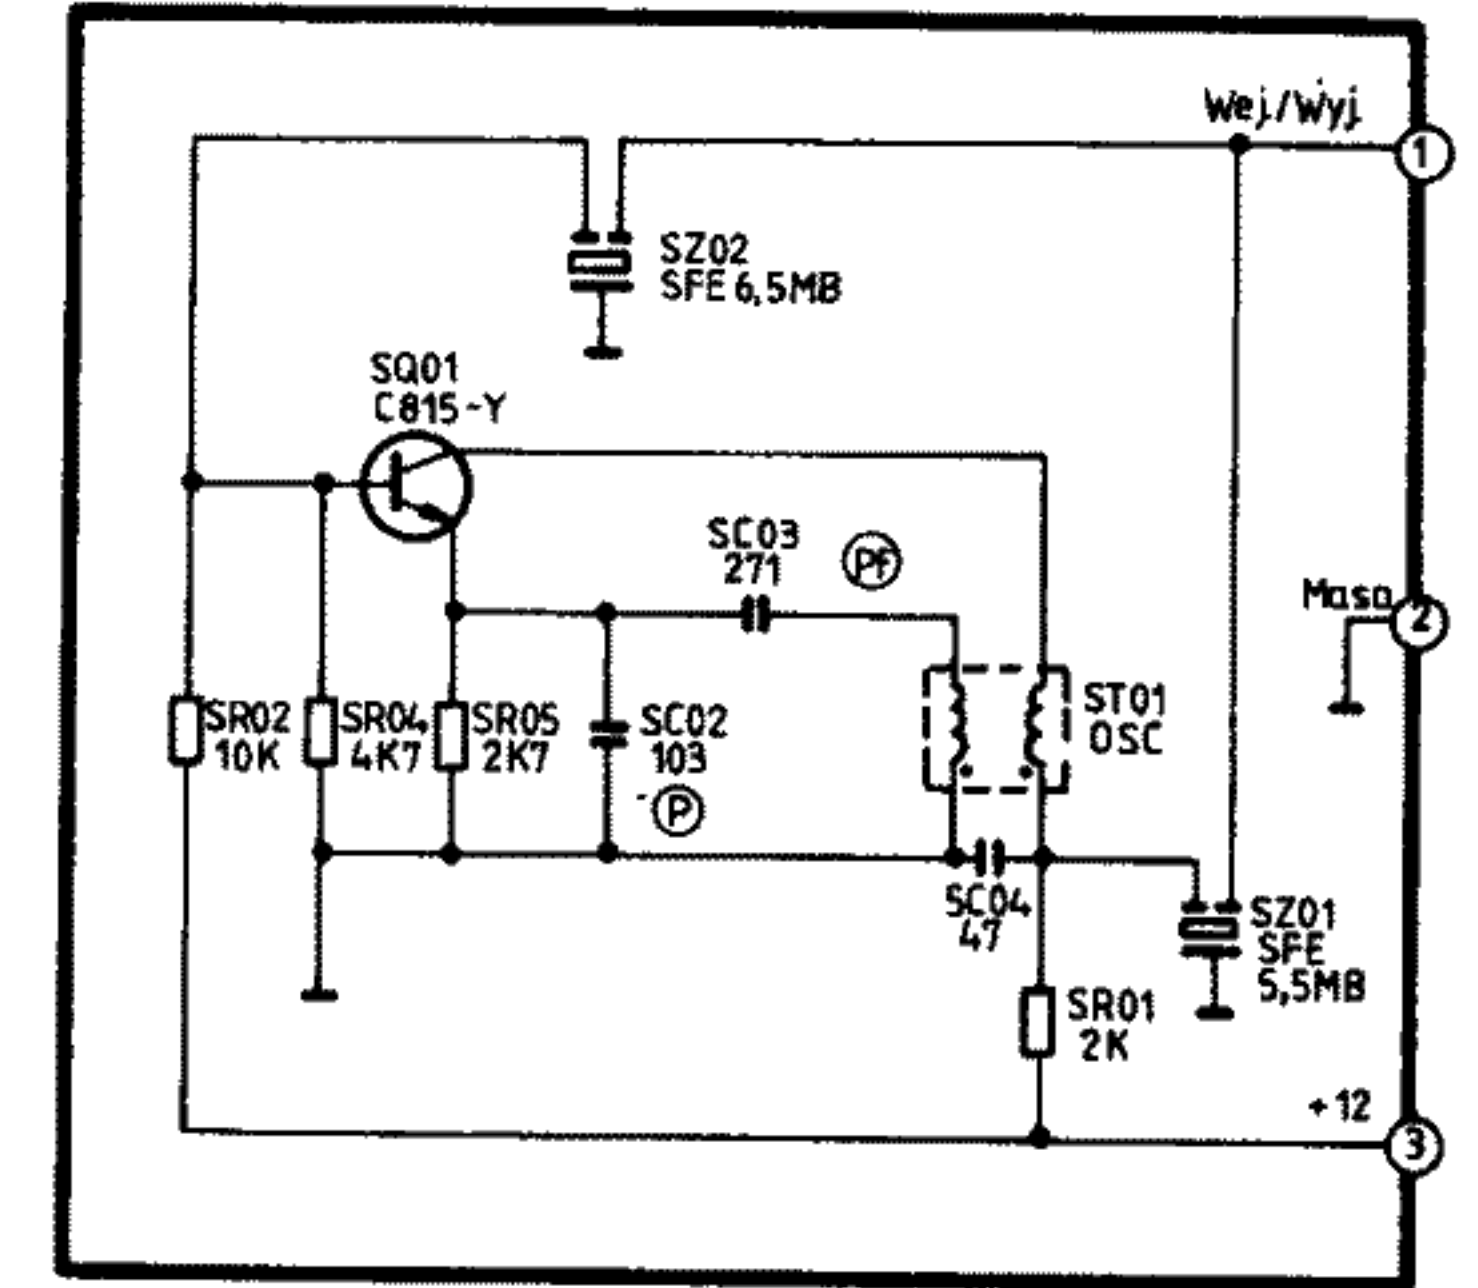 Wej/Wyj
1
SZ02
SFE 6,5MB
SQ01
C815-Y
SC03
271
Pf
Masa
2
SR02
10K
SR04
4K7
SR05
2K7
SC02
103
P
ST01
OSC
SC04
47
SZ01
SFE
5,5MB
SR01
2K
+12
3